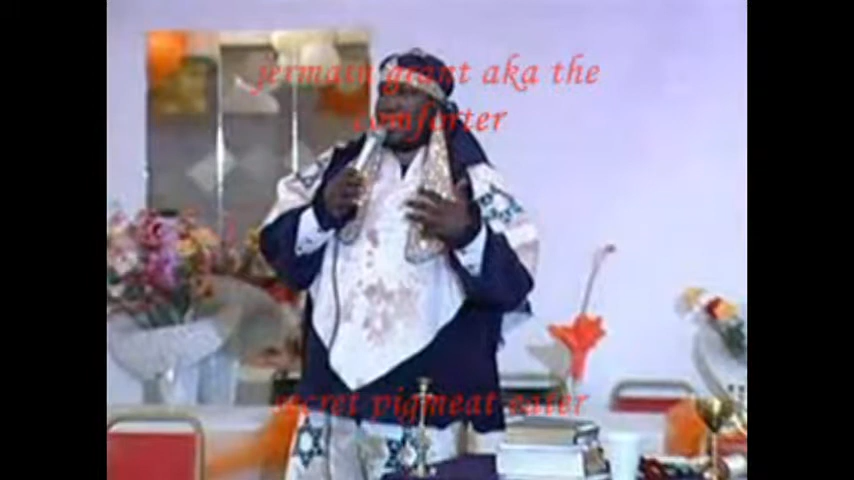 jermain grant aka the
comforter
secret pigmeat eater